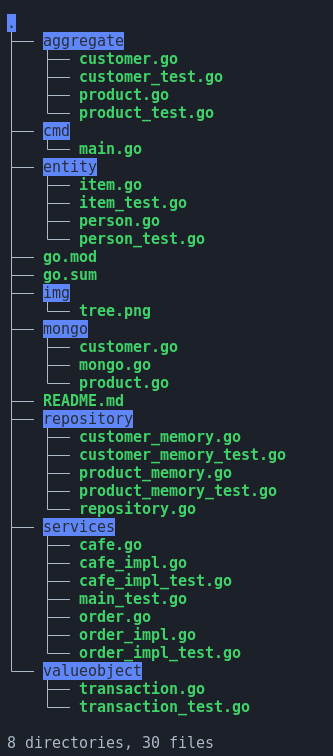 .
├── aggregate
│   ├── customer.go
│   ├── customer_test.go
│   ├── product.go
│   └── product_test.go
├── cmd
│   └── main.go
├── entity
│   ├── item.go
│   ├── item_test.go
│   ├── person.go
│   └── person_test.go
├── go.mod
├── go.sum
├── img
│   └── tree.png
├── mongo
│   ├── customer.go
│   ├── mongo.go
│   └── product.go
├── README.md
├── repository
│   ├── customer_memory.go
│   ├── customer_memory_test.go
│   ├── product_memory.go
│   ├── product_memory_test.go
│   └── repository.go
├── services
│   ├── cafe.go
│   ├── cafe_impl.go
│   ├── cafe_impl_test.go
│   ├── main_test.go
│   ├── order.go
│   ├── order_impl.go
│   └── order_impl_test.go
└── valueobject
    ├── transaction.go
    └── transaction_test.go

8 directories, 30 files